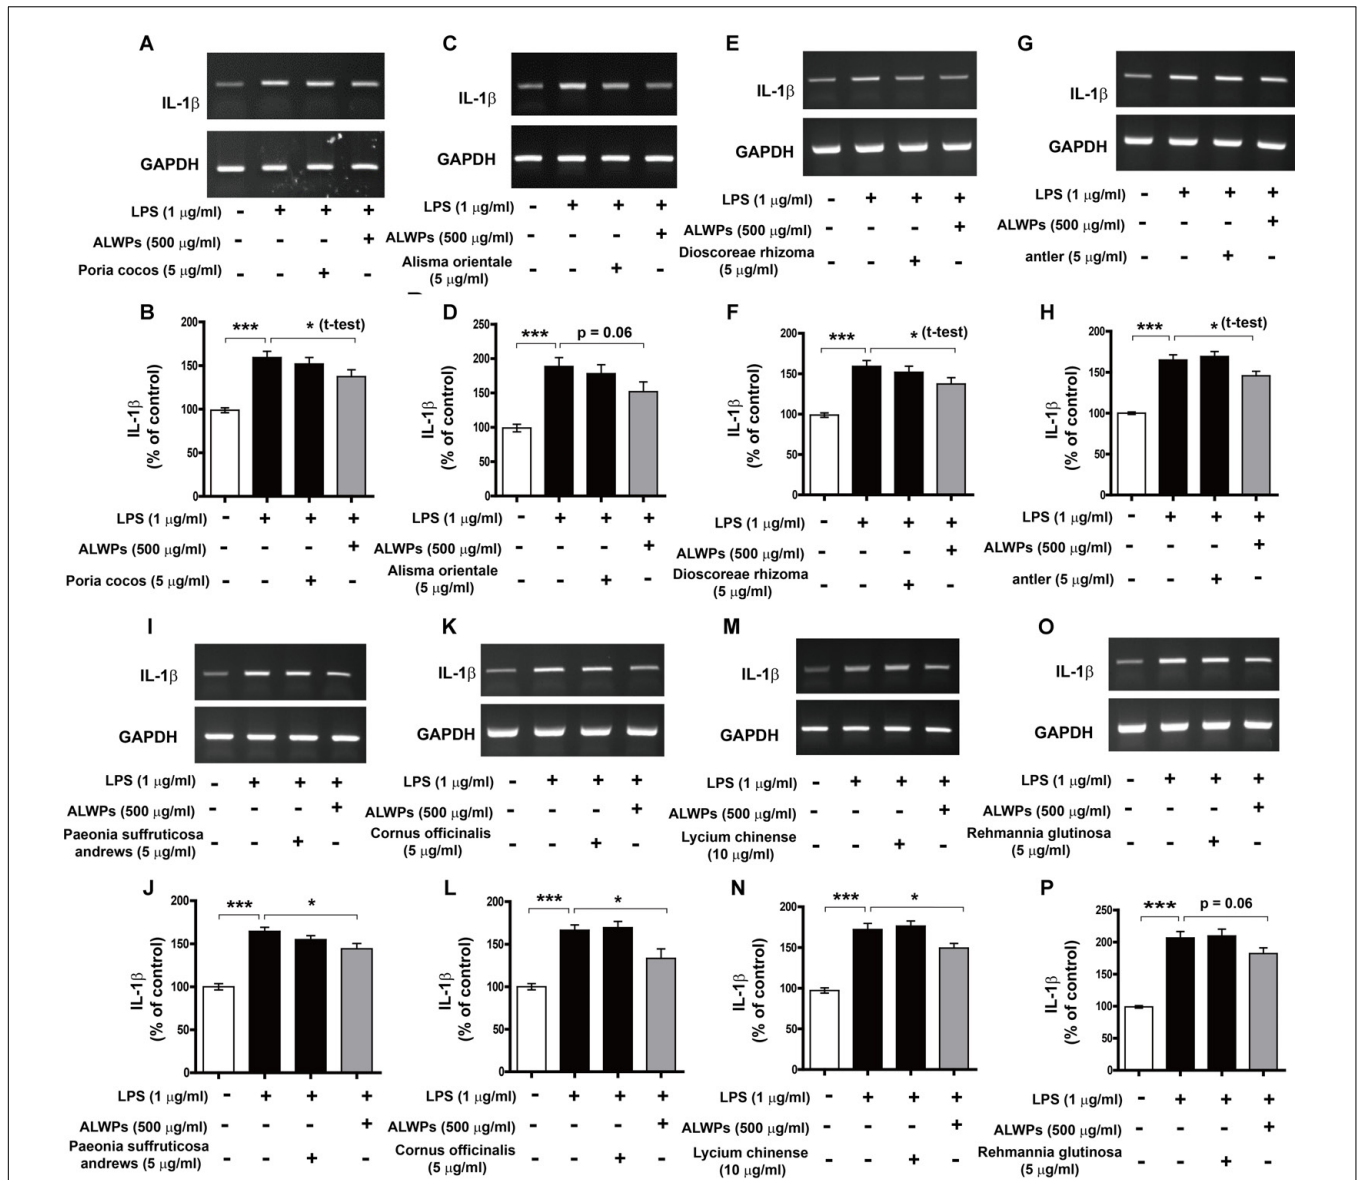 A
IL-1β
GAPDH
LPS (1 μg/ml) - + + +
ALWPs (500 μg/ml) - - - +
Poria cocos (5 μg/ml) - - + -
C
IL-1β
GAPDH
LPS (1 μg/ml) - + + +
ALWPs (500 μg/ml) - - - +
Alisma orientale
(5 μg/ml) - - + -
E
IL-1β
GAPDH
LPS (1 μg/ml) - + + +
ALWPs (500 μg/ml) - - - +
Dioscoreae rhizoma
(5 μg/ml) - - + -
G
IL-1β
GAPDH
LPS (1 μg/ml) - + + +
ALWPs (500 μg/ml) - - - +
antler (5 μg/ml) - - + -
B
*** * (t-test)
IL-1β
(% of control)
200
150
100
50
0
LPS (1 μg/ml) - + + +
ALWPs (500 μg/ml) - - - +
Poria cocos (5 μg/ml) - - + -
D
*** p = 0.06
IL-1β
(% of control)
250
200
150
100
50
0
LPS (1 μg/ml) - + + +
ALWPs (500 μg/ml) - - - +
Alisma orientale
(5 μg/ml) - - + -
F
*** * (t-test)
IL-1β
(% of control)
200
150
100
50
0
LPS (1 μg/ml) - + + +
ALWPs (500 μg/ml) - - - +
Dioscoreae rhizoma
(5 μg/ml) - - + -
H
*** * (t-test)
IL-1β
(% of control)
200
150
100
50
0
LPS (1 μg/ml) - + + +
ALWPs (500 μg/ml) - - - +
antler (5 μg/ml) - - + -
I
IL-1β
GAPDH
LPS (1 μg/ml) - + + +
ALWPs (500 μg/ml) - - - +
Paeonia suffruticosa
andrews (5 μg/ml) - - + -
K
IL-1β
GAPDH
LPS (1 μg/ml) - + + +
ALWPs (500 μg/ml) - - - +
Cornus officinalis
(5 μg/ml) - - + -
M
IL-1β
GAPDH
LPS (1 μg/ml) - + + +
ALWPs (500 μg/ml) - - - +
Lycium chinense
(10 μg/ml) - - + -
O
IL-1β
GAPDH
LPS (1 μg/ml) - + + +
ALWPs (500 μg/ml) - - - +
Rehmannia glutinosa
(5 μg/ml) - - + -
J
*** *
IL-1β
(% of control)
200
150
100
50
0
LPS (1 μg/ml) - + + +
ALWPs (500 μg/ml) - - - +
Paeonia suffruticosa
andrews (5 μg/ml) - - + -
L
*** *
IL-1β
(% of control)
200
150
100
50
0
LPS (1 μg/ml) - + + +
ALWPs (500 μg/ml) - - - +
Cornus officinalis
(5 μg/ml) - - + -
N
*** *
IL-1β
(% of control)
200
150
100
50
0
LPS (1 μg/ml) - + + +
ALWPs (500 μg/ml) - - - +
Lycium chinense
(10 μg/ml) - - + -
P
*** p = 0.06
IL-1β
(% of control)
250
200
150
100
50
0
LPS (1 μg/ml) - + + +
ALWPs (500 μg/ml) - - - +
Rehmannia glutinosa
(5 μg/ml) - - + -